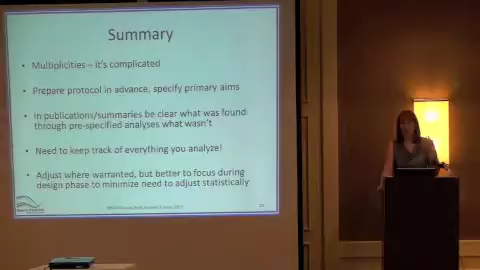 Summary
• Multiplicities – it's complicated
• Prepare protocol in advance, specify primary aims
• In publications/summaries be clear what was found
through pre-specified analyses what wasn't
• Need to keep track of everything you analyze!
• Adjust where warranted, but better to focus during
design phase to minimize need to adjust statistically